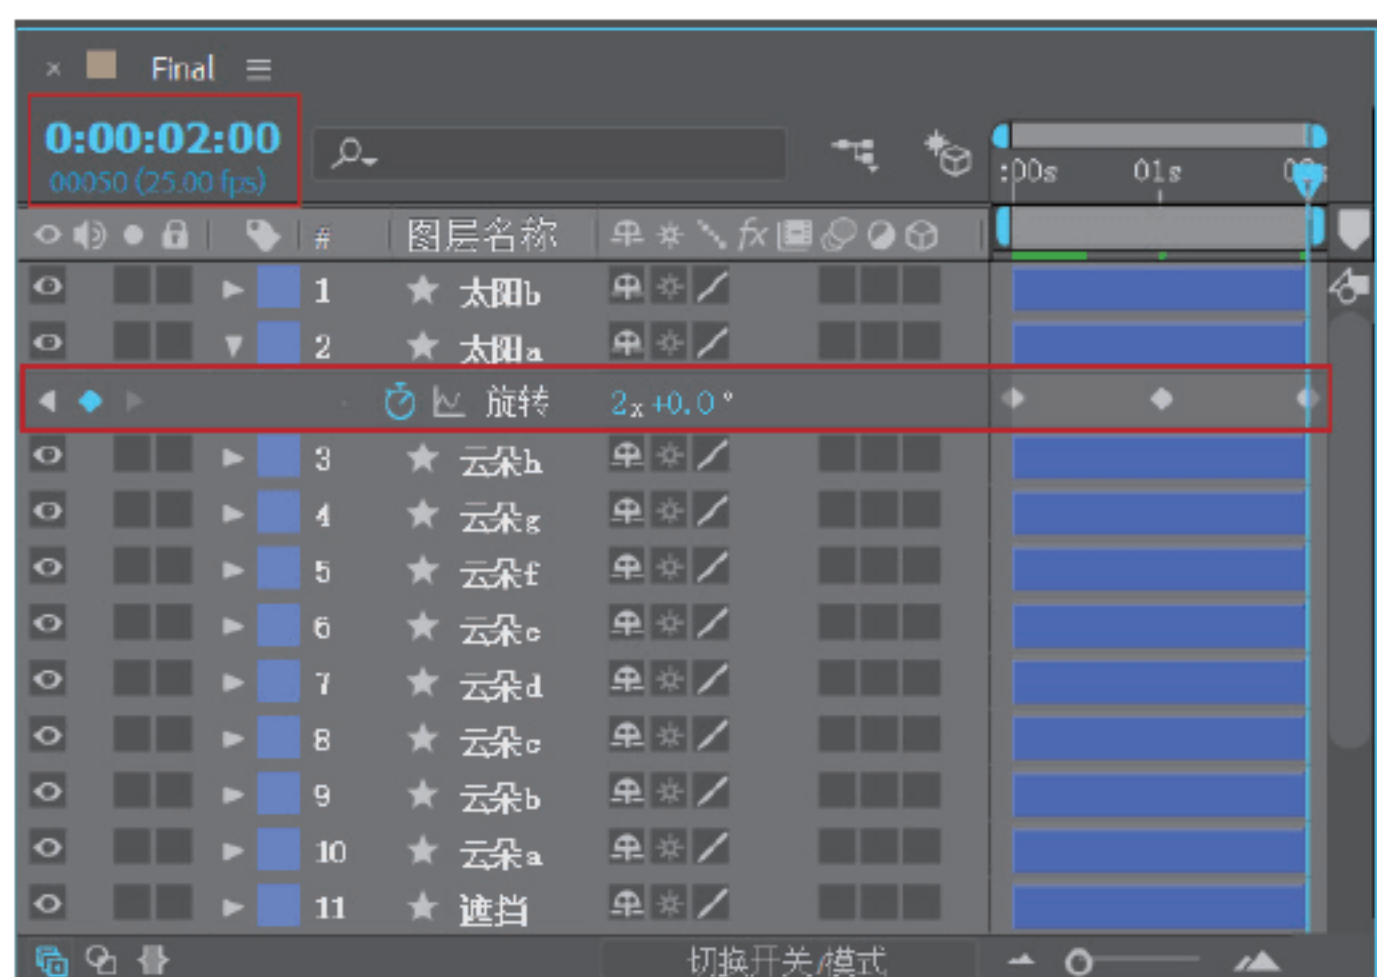 Final
0:00:02:00
00050 (25.00 fps)
:00s 01s
# 图层名称 fx
1 太阳b
2 太阳a
旋转 2x+0.0°
3 云朵h
4 云朵g
5 云朵f
6 云朵e
7 云朵d
8 云朵c
9 云朵b
10 云朵a
11 遮挡
切换开关/模式